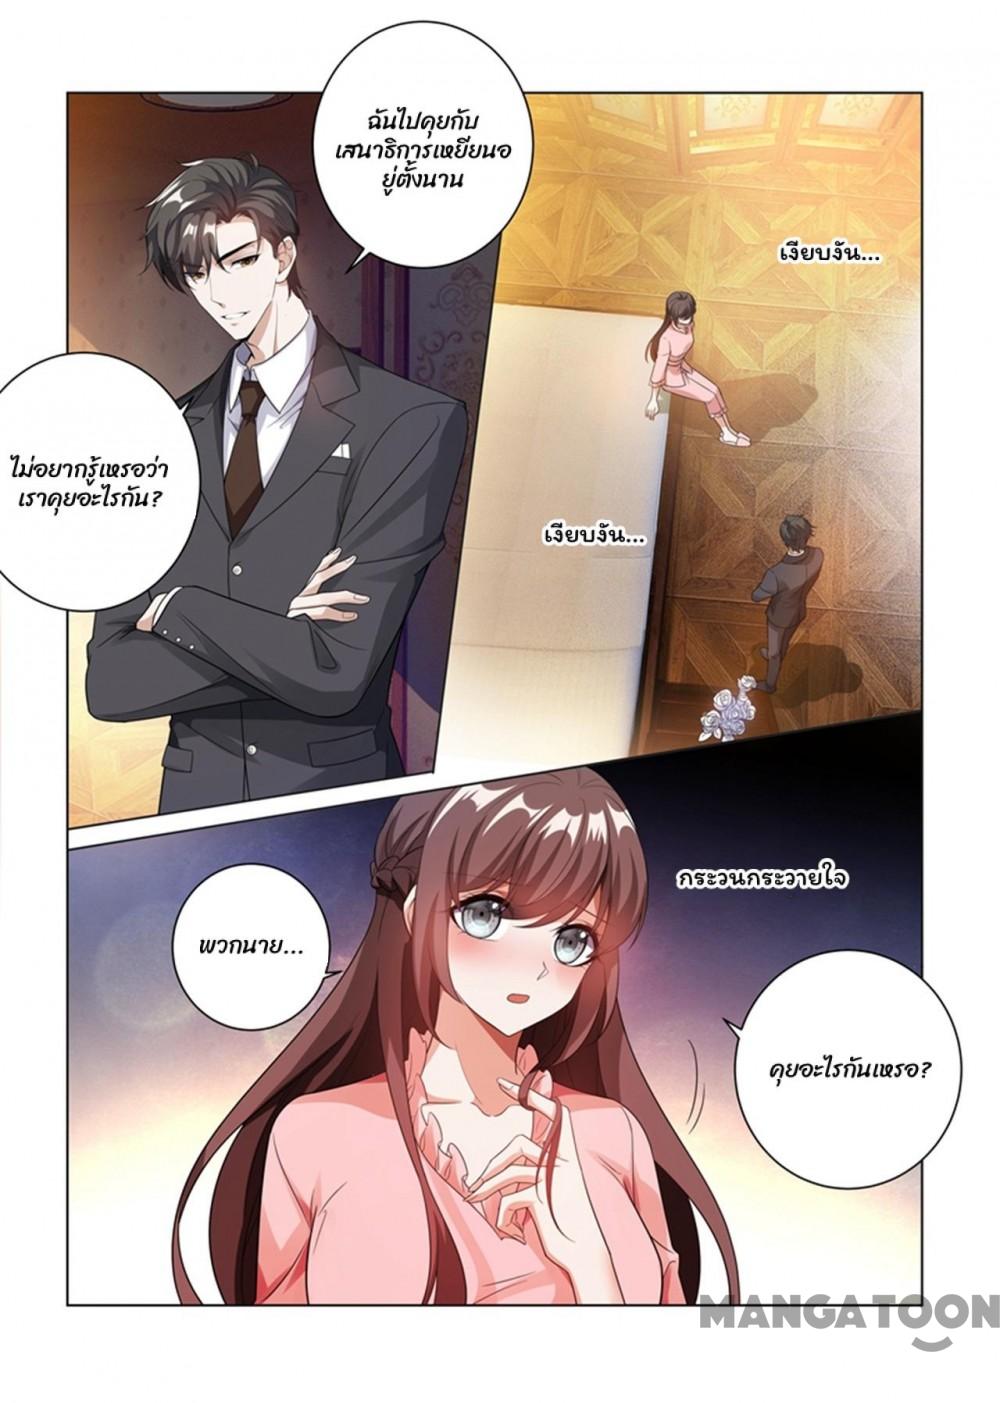 ฉันไปคุยกับ
เสนาธิการเหยียนอ
ยู่ตั้งนาน
ไม่อยากรู้เหรอว่า
เราคุยอะไรกัน?
เงียบงัน...
เงียบงัน...
กระวนกระวายใจ
พวกนาย...
คุยอะไรกันเหรอ?
MANGATOON